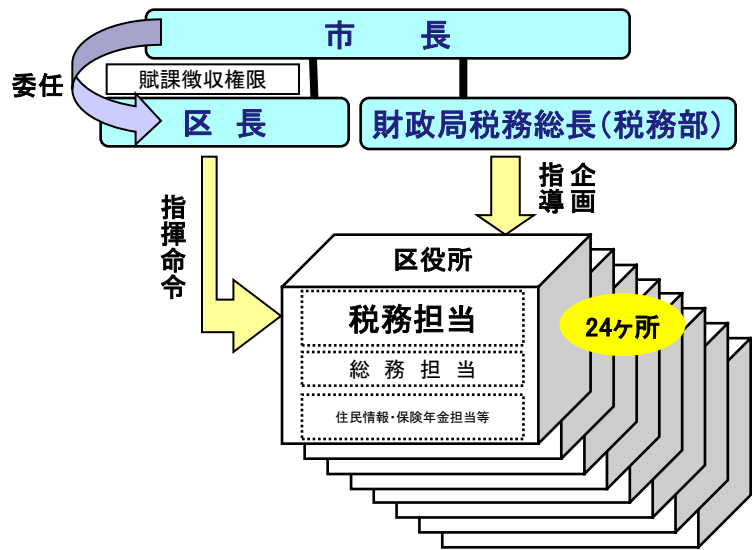 市　長
委任
賦課徴収権限
区 長
財政局税務総長（税務部）
指揮命令
企画
指導
区役所
税務担当
24ヶ所
総 務 担 当
住民情報・保険年金担当等